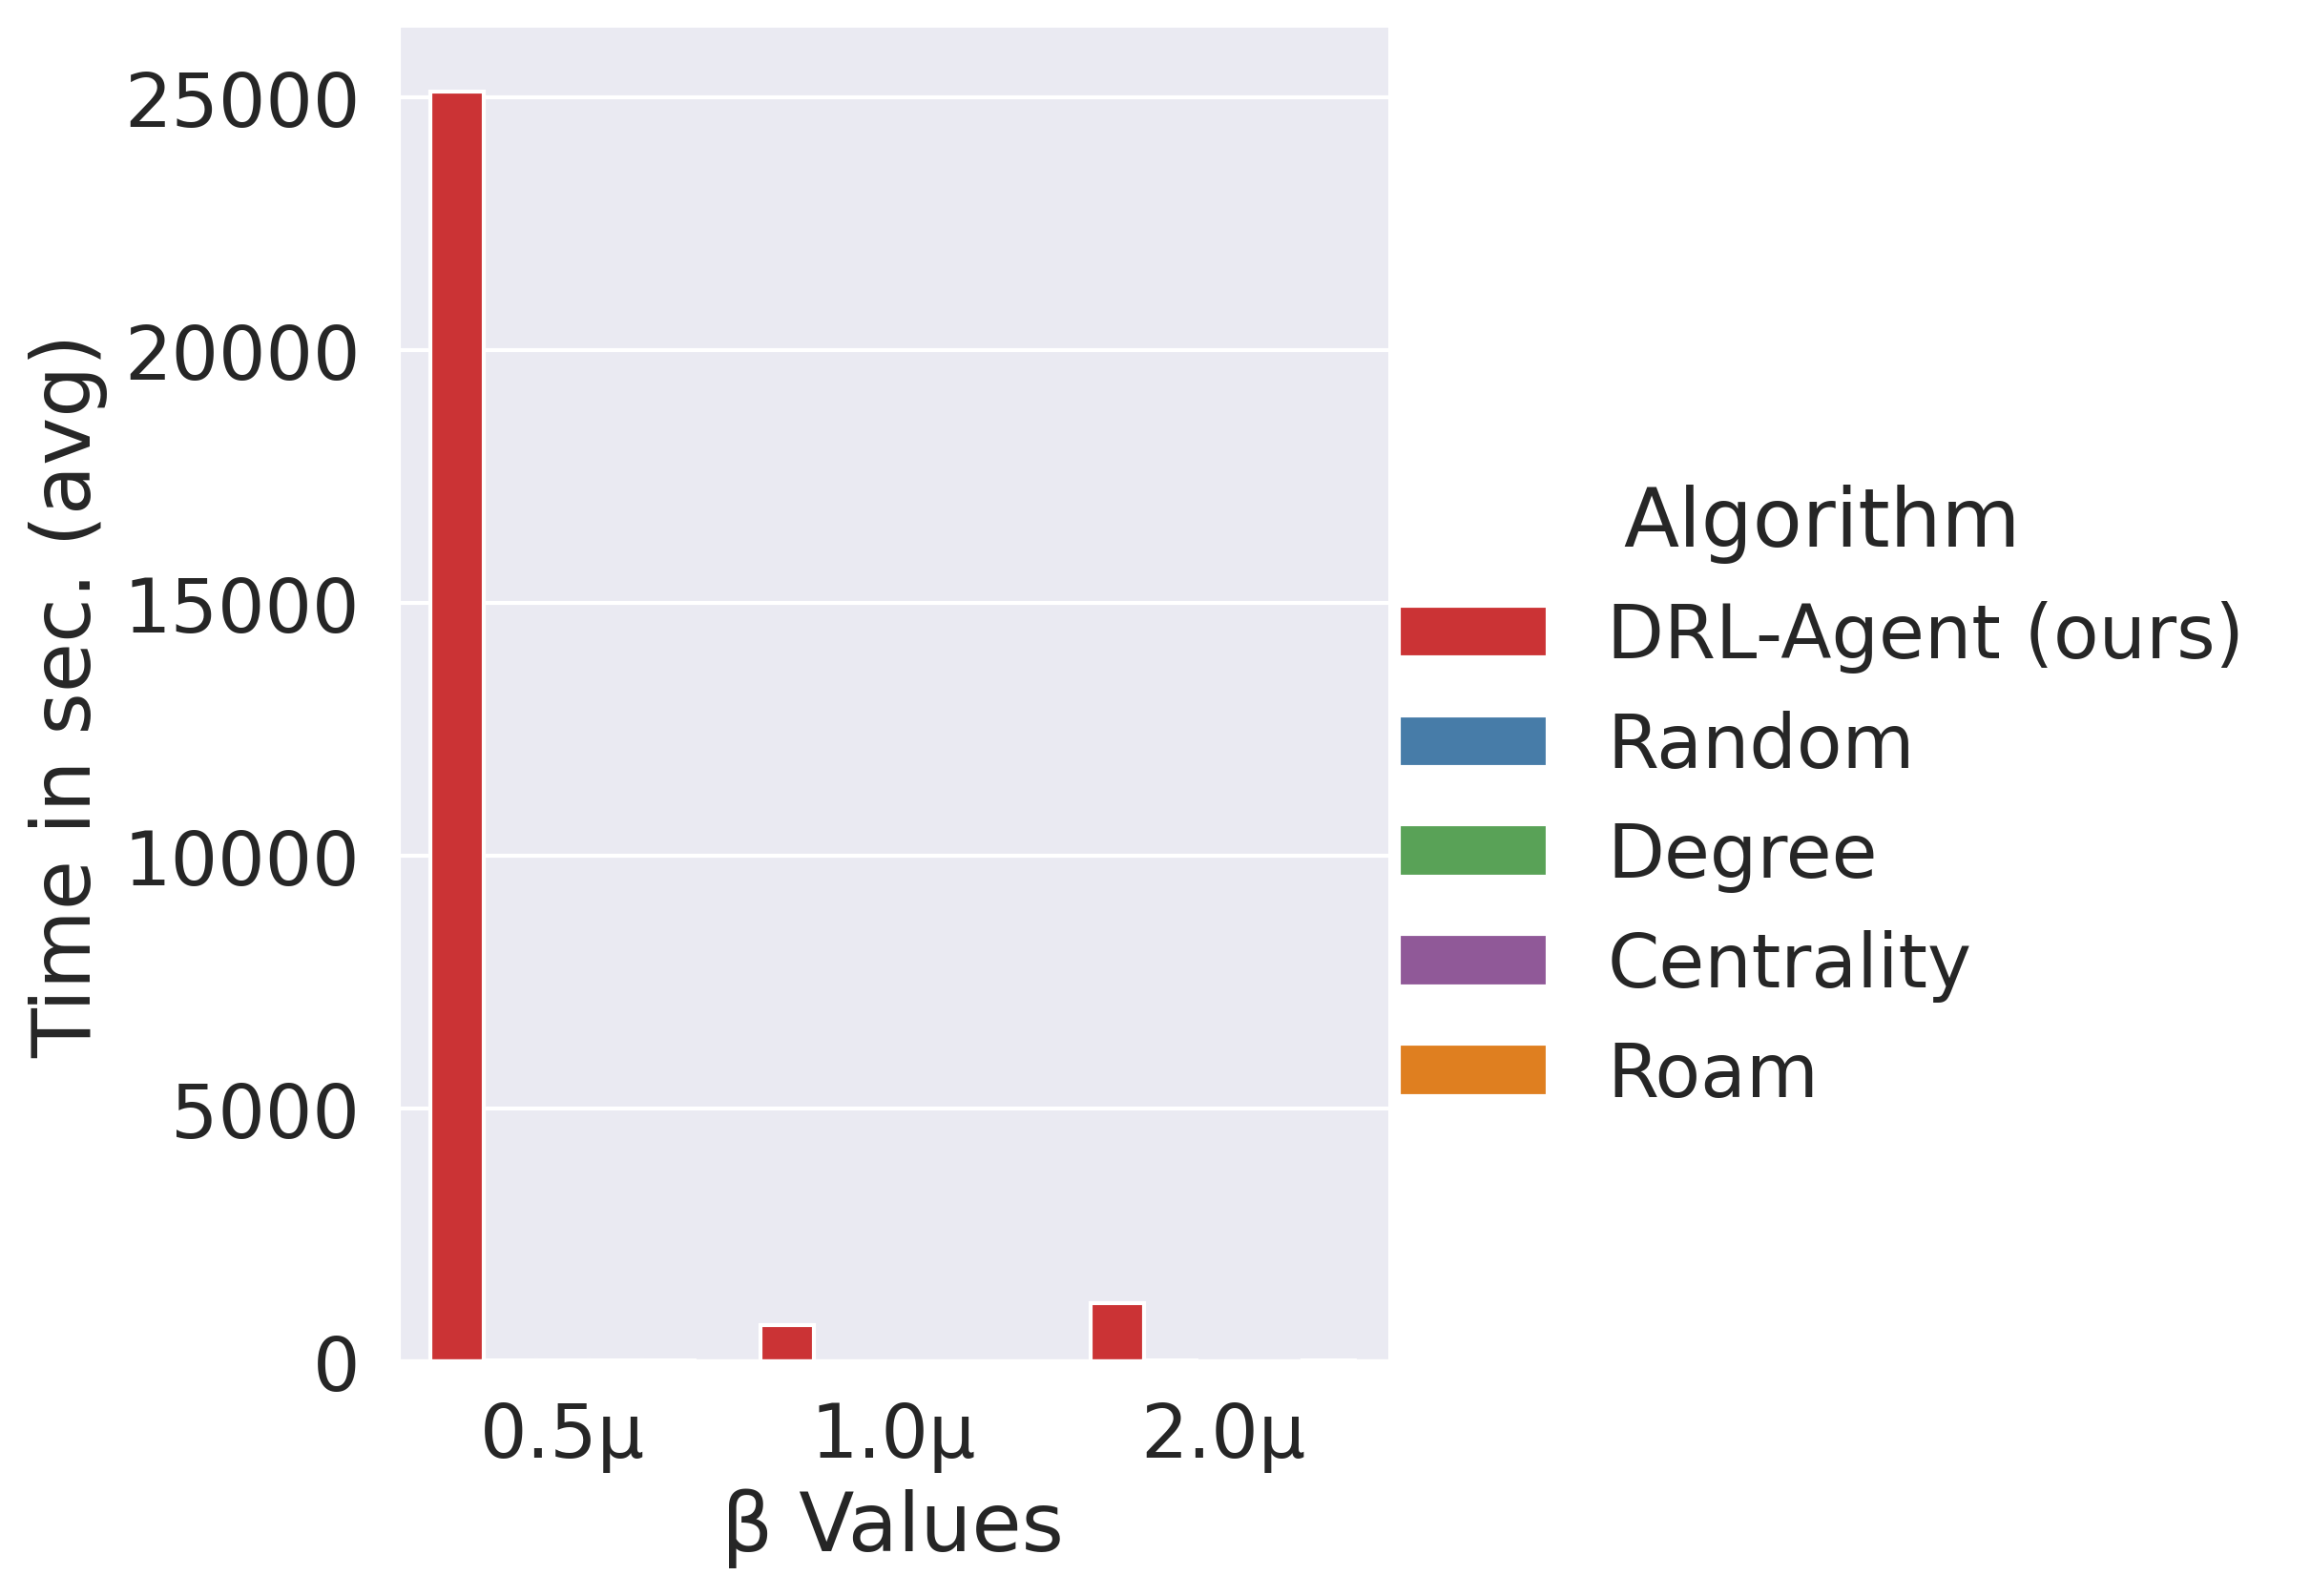 Time in sec. (avg)
25000
20000
15000
10000
5000
0
0.5μ
1.0μ
2.0μ
β Values
Algorithm
DRL-Agent (ours)
Random
Degree
Centrality
Roam